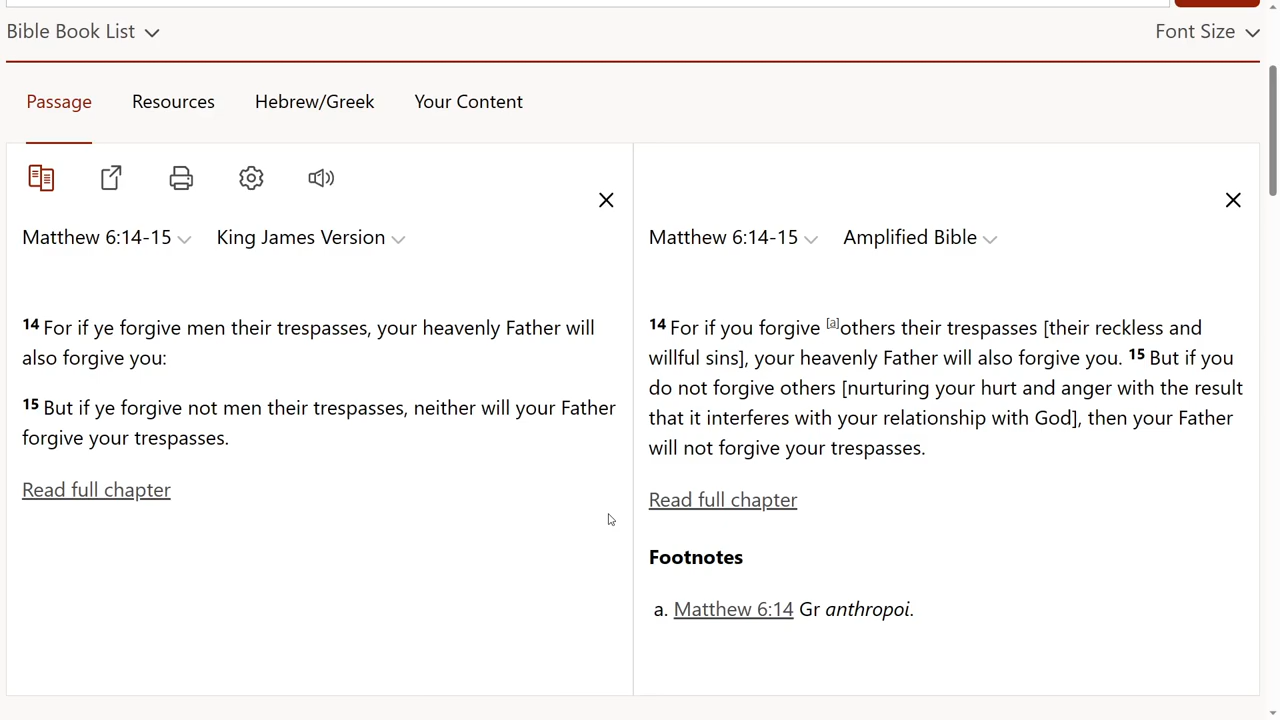 Bible Book List
Font Size
Passage
Resources
Hebrew/Greek
Your Content
Matthew 6:14-15
King James Version
14 For if ye forgive men their trespasses, your heavenly Father will
also forgive you:
15 But if ye forgive not men their trespasses, neither will your Father
forgive your trespasses.
Read full chapter
Matthew 6:14-15
Amplified Bible
14 For if you forgive [a]others their trespasses [their reckless and
willful sins], your heavenly Father will also forgive you. 15 But if you
do not forgive others [nurturing your hurt and anger with the result
that it interferes with your relationship with God], then your Father
will not forgive your trespasses.
Read full chapter
Footnotes
a. Matthew 6:14 Gr anthropoi.